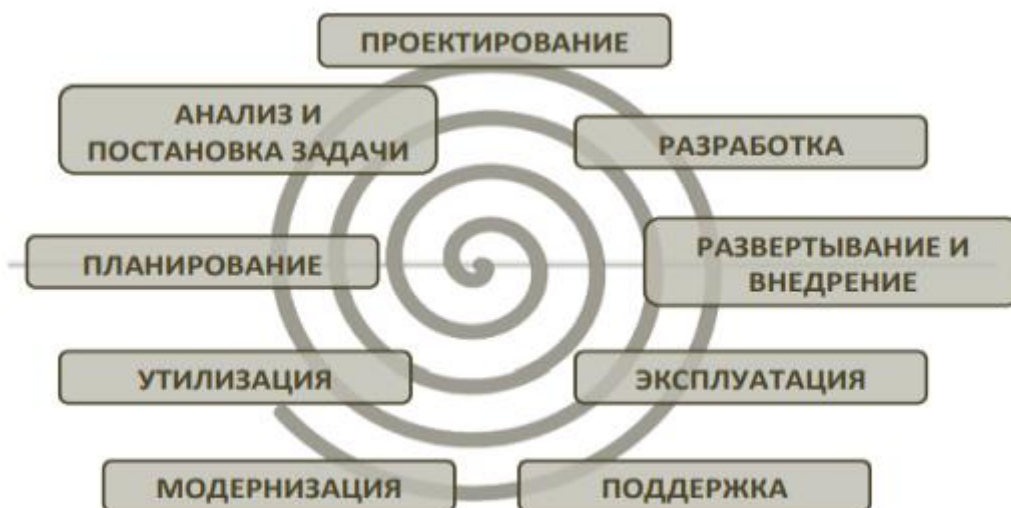 ПРОЕКТИРОВАНИЕ
АНАЛИЗ И
ПОСТАНОВКА ЗАДАЧИ
РАЗРАБОТКА
ПЛАНИРОВАНИЕ
РАЗВЕРТЫВАНИЕ И
ВНЕДРЕНИЕ
УТИЛИЗАЦИЯ
ЭКСПЛУАТАЦИЯ
МОДЕРНИЗАЦИЯ
ПОДДЕРЖКА